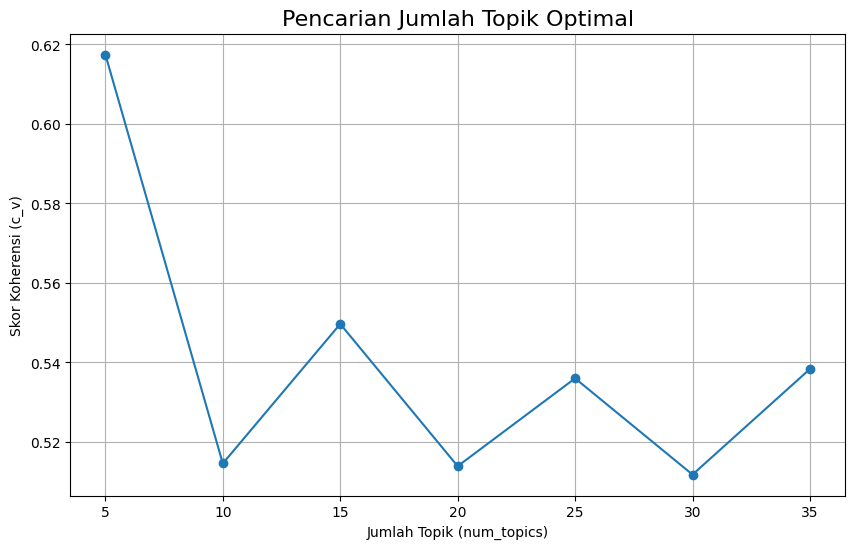 Pencarian Jumlah Topik Optimal
0.62
0.60
0.58
0.56
0.54
0.52
Skor Koherensi (c_v)
5 10 15 20 25 30 35
Jumlah Topik (num_topics)